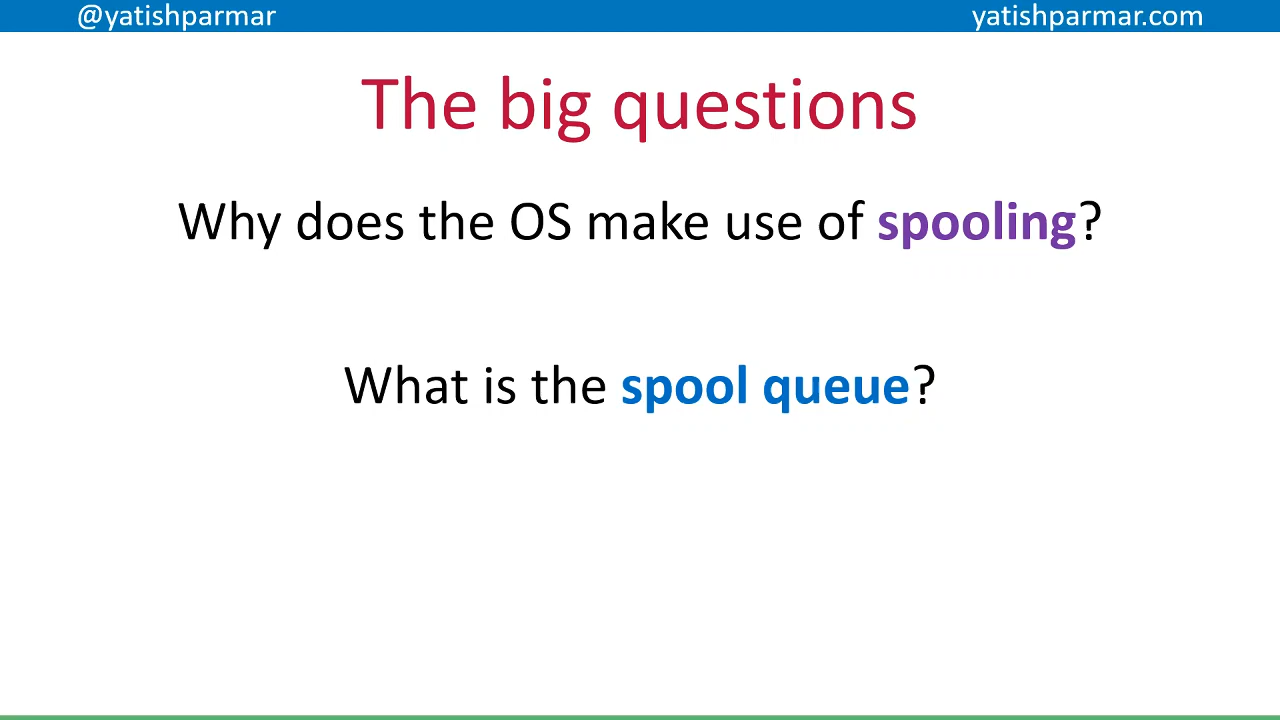 @yatishparmar
yatishparmar.com
The big questions
Why does the OS make use of spooling?
What is the spool queue?